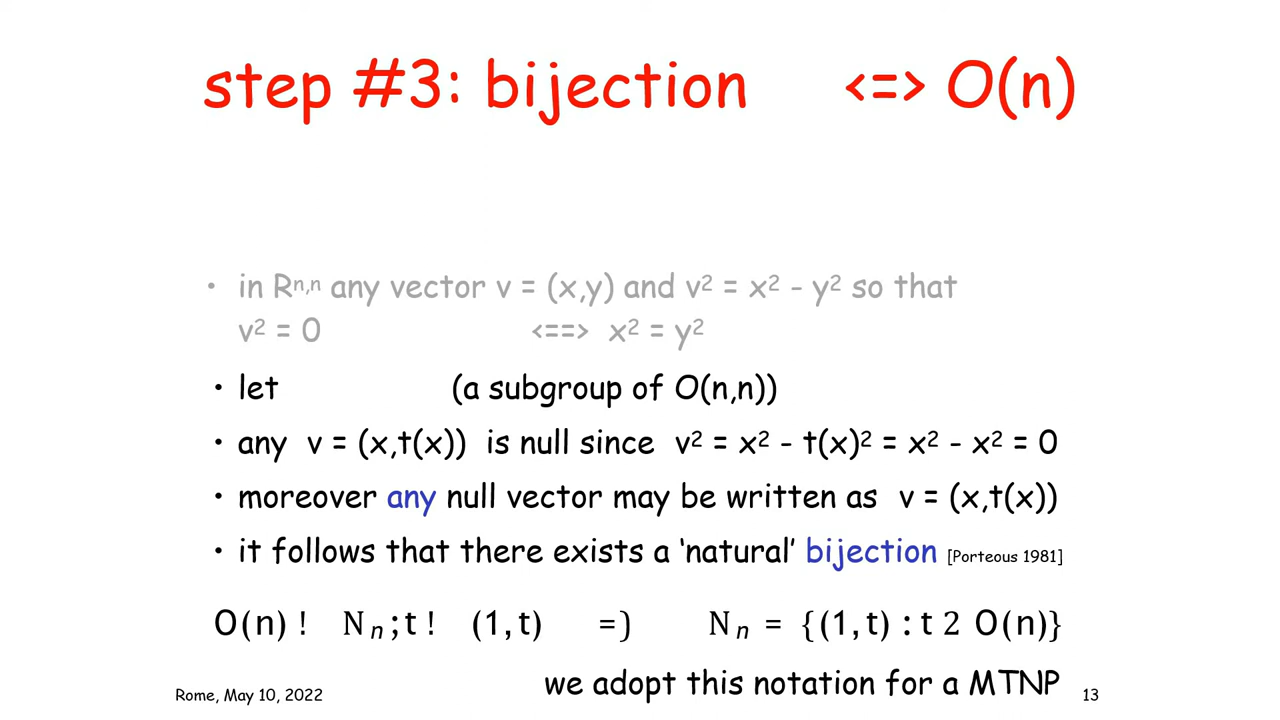 step #3: bijection <=> O(n)
• in Rⁿ,ⁿ any vector v = (x,y) and v² = x² - y² so that
v² = 0 <==> x² = y²
• let (a subgroup of O(n,n))
• any v = (x,t(x)) is null since v² = x² - t(x)² = x² - x² = 0
• moreover any null vector may be written as v = (x,t(x))
• it follows that there exists a ‘natural’ bijection [Porteous 1981]
O(n) ! Nₙ; t ! (1, t) =) Nₙ = {(1, t) : t 2 O(n)}
we adopt this notation for a MTNP
Rome, May 10, 2022 13